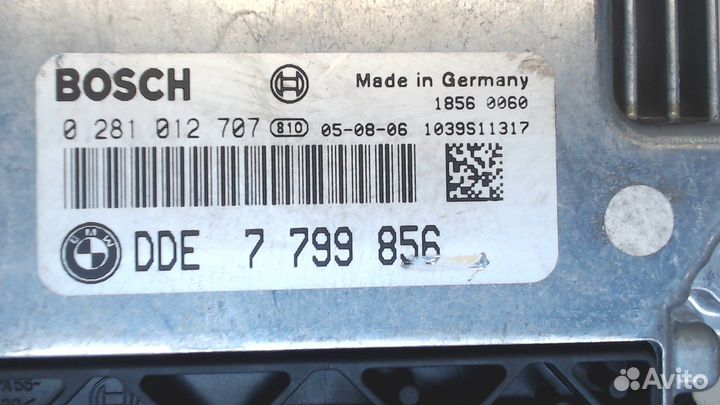 BOSCH
Made in Germany
1856 0060
0 281 012 707 810 05-08-06 1039S11317
BMW
DDE 7 799 856
Avito